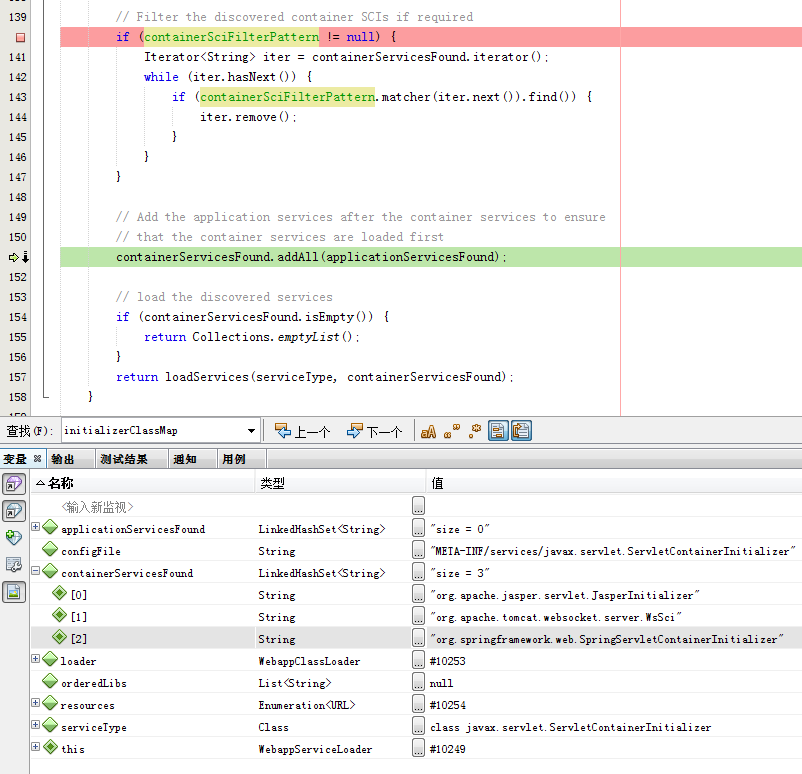 139 // Filter the discovered container SCIs if required
if (containerSciFilterPattern != null) {
141 Iterator<String> iter = containerServicesFound.iterator();
142 while (iter.hasNext()) {
143 if (containerSciFilterPattern.matcher(iter.next()).find()) {
144 iter.remove();
145 }
146 }
147 }
148
149 // Add the application services after the container services to ensure
150 // that the container services are loaded first
containerServicesFound.addAll(applicationServicesFound);
152
153 // load the discovered services
154 if (containerServicesFound.isEmpty()) {
155 return Collections.emptyList();
156 }
157 return loadServices(serviceType, containerServicesFound);
158 }
查找(F): initializerClassMap 上一个 下一个
变量 输出 测试结果 通知 用例
名称 类型 值
<输入新监视> ...
applicationServicesFound LinkedHashSet<String> ... "size = 0"
configFile String ... "META-INF/services/javax.servlet.ServletContainerInitializer"
containerServicesFound LinkedHashSet<String> ... "size = 3"
[0] String ... "org.apache.jasper.servlet.JasperInitializer"
[1] String ... "org.apache.tomcat.websocket.server.WsSci"
[2] String ... "org.springframework.web.SpringServletContainerInitializer"
loader WebappClassLoader ... #10253
orderedLibs List<String> ... null
resources Enumeration<URL> ... #10254
serviceType Class ... class javax.servlet.ServletContainerInitializer
this WebappServiceLoader ... #10249